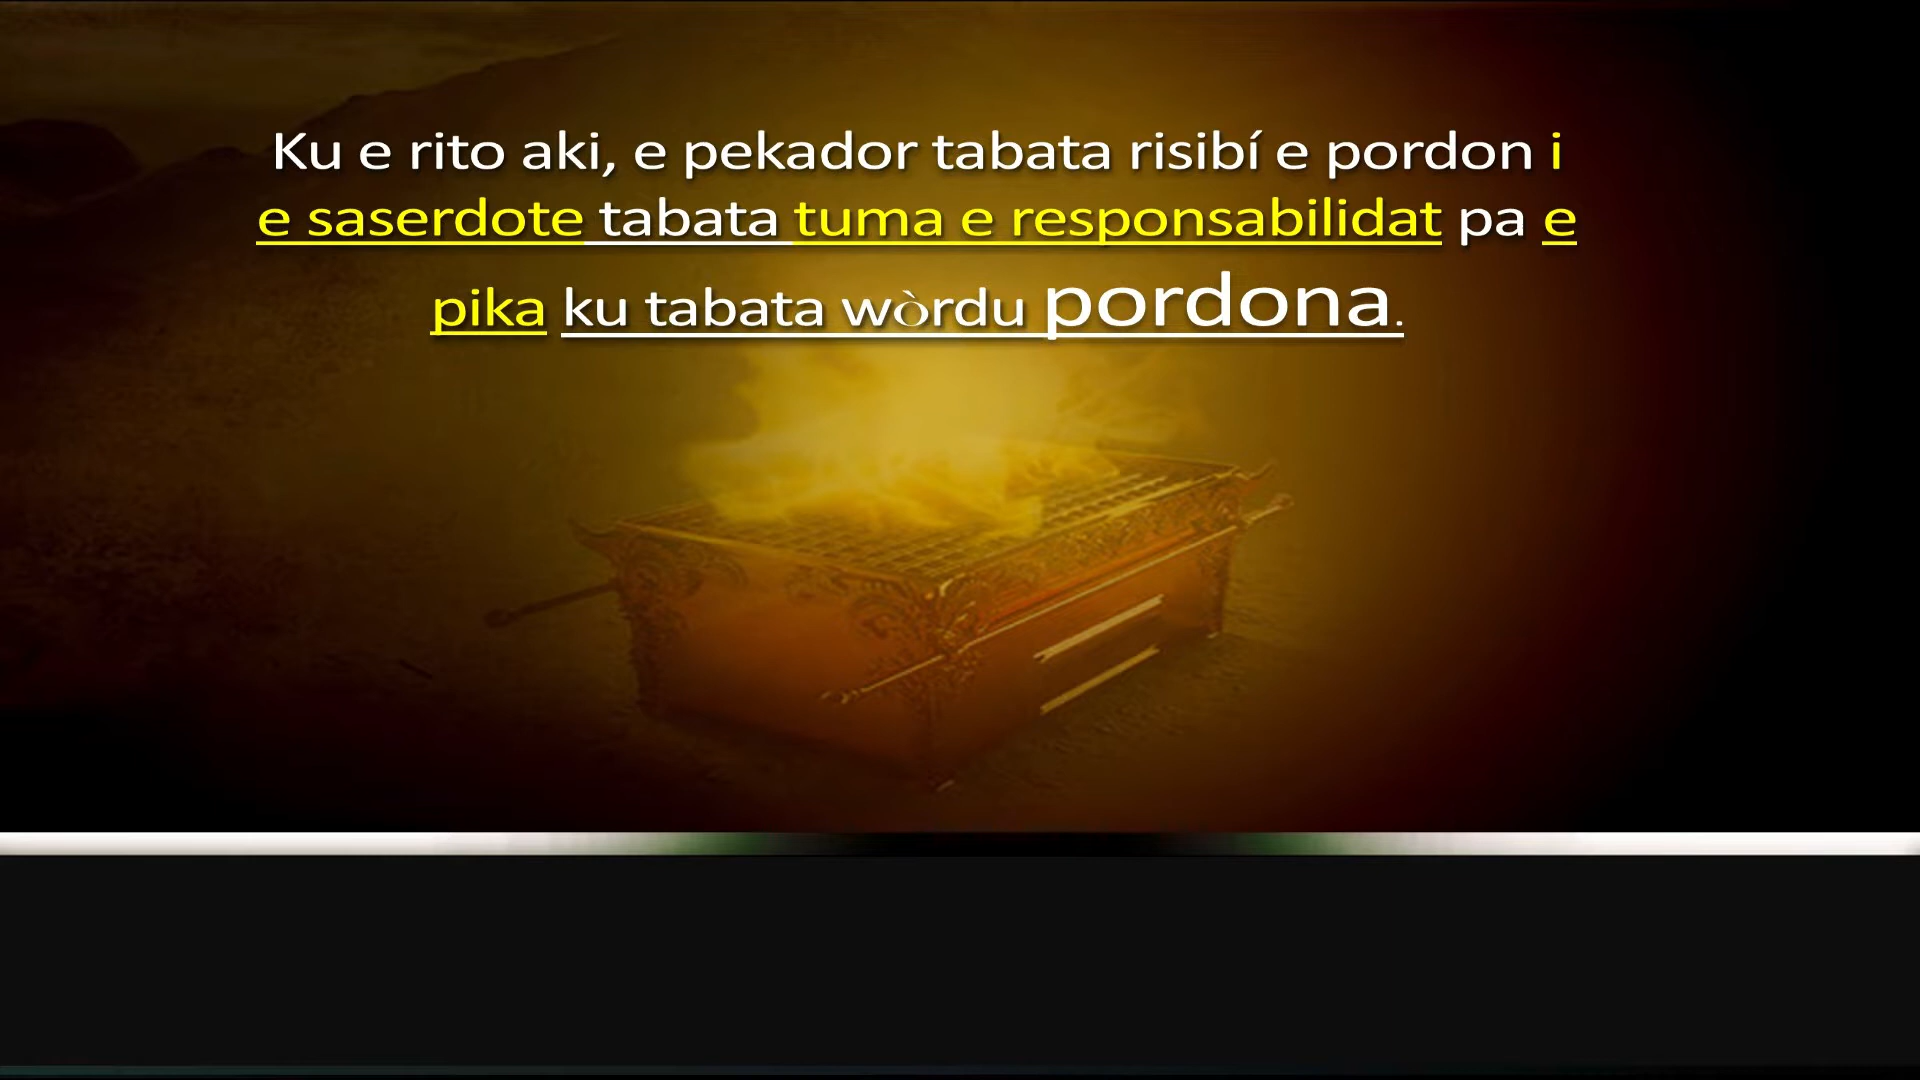 Ku e rito aki, e pekador tabata risibí e pordon i
e saserdote tabata tuma e responsabilidat pa e
pika ku tabata wòrdu pordona.